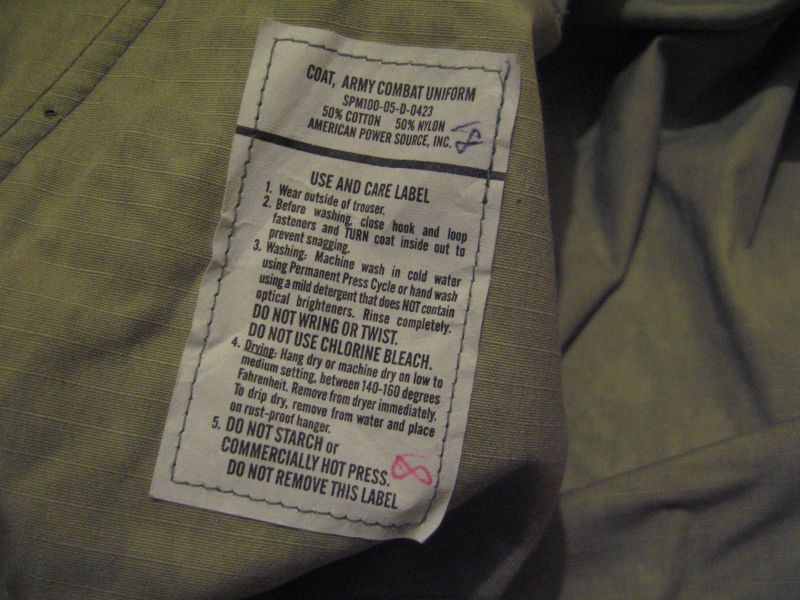 COAT, ARMY COMBAT UNIFORM
SPM100-05-D-0423
50% COTTON 50% NYLON
AMERICAN POWER SOURCE, INC.
8
USE AND CARE LABEL
1. Wear outside of trouser.
2. Before washing, close hook and loop
fasteners and TURN coat inside out to
prevent snagging.
3. Washing: Machine wash in cold water
using Permanent Press Cycle or hand wash
using a mild detergent that does NOT contain
optical brighteners. Rinse completely.
DO NOT WRING OR TWIST.
DO NOT USE CHLORINE BLEACH.
4. Drying: Hang dry or machine dry on low to
medium setting, between 140-160 degrees
Fahrenheit. Remove from dryer immediately.
To drip dry, remove from water and place
on rust-proof hanger.
5. DO NOT STARCH or
COMMERCIALLY HOT PRESS.
8
DO NOT REMOVE THIS LABEL